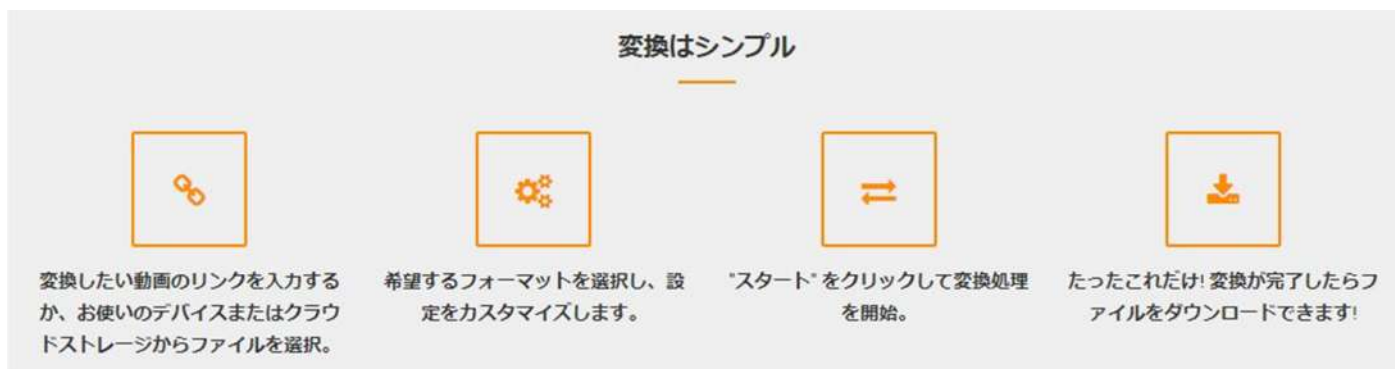 変換はシンプル
変換したい動画のリンクを入力する
か、お使いのデバイスまたはクラウ
ドストレージからファイルを選択。
希望するフォーマットを選択し、設
定をカスタマイズします。
"スタート" をクリックして変換処理
を開始。
たったこれだけ! 変換が完了したらフ
ァイルをダウンロードできます!